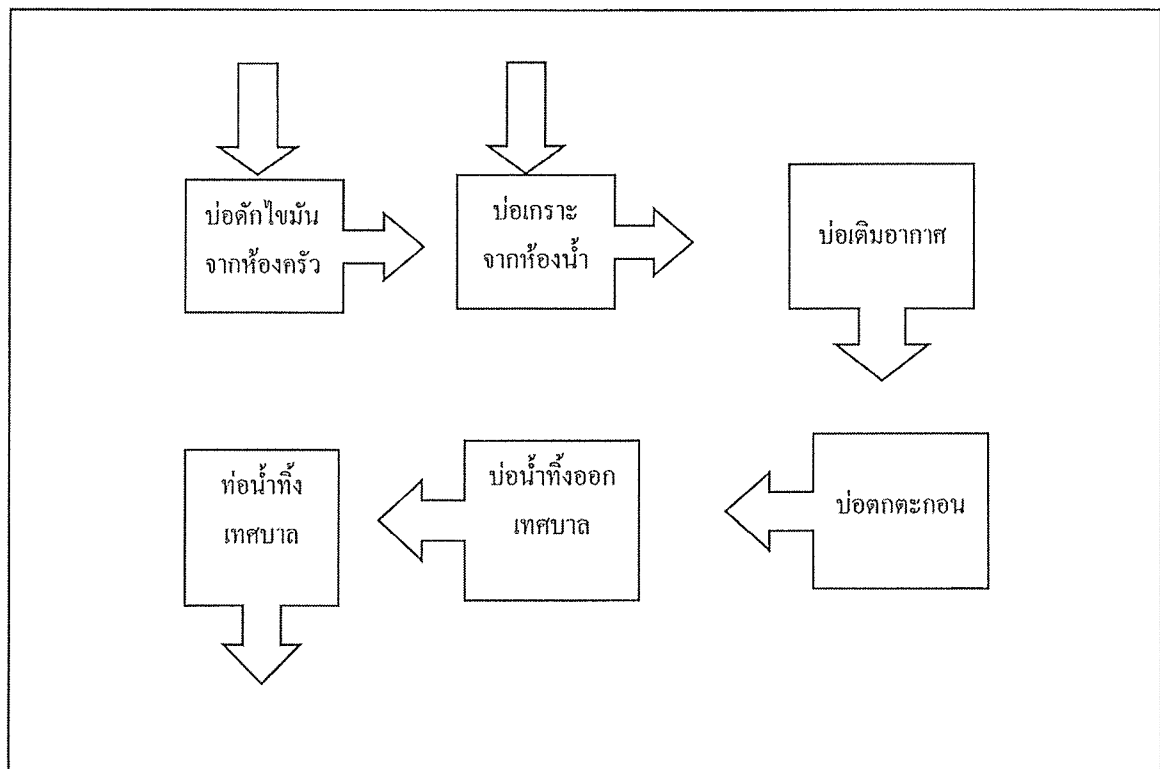 บ่อดักไขมัน
จากห้องครัว
บ่อเกราะ
จากห้องน้ำ
บ่อเติมอากาศ
ท่อน้ำทิ้ง
เทศบาล
บ่อน้ำทิ้งออก
เทศบาล
บ่อตกตะกอน